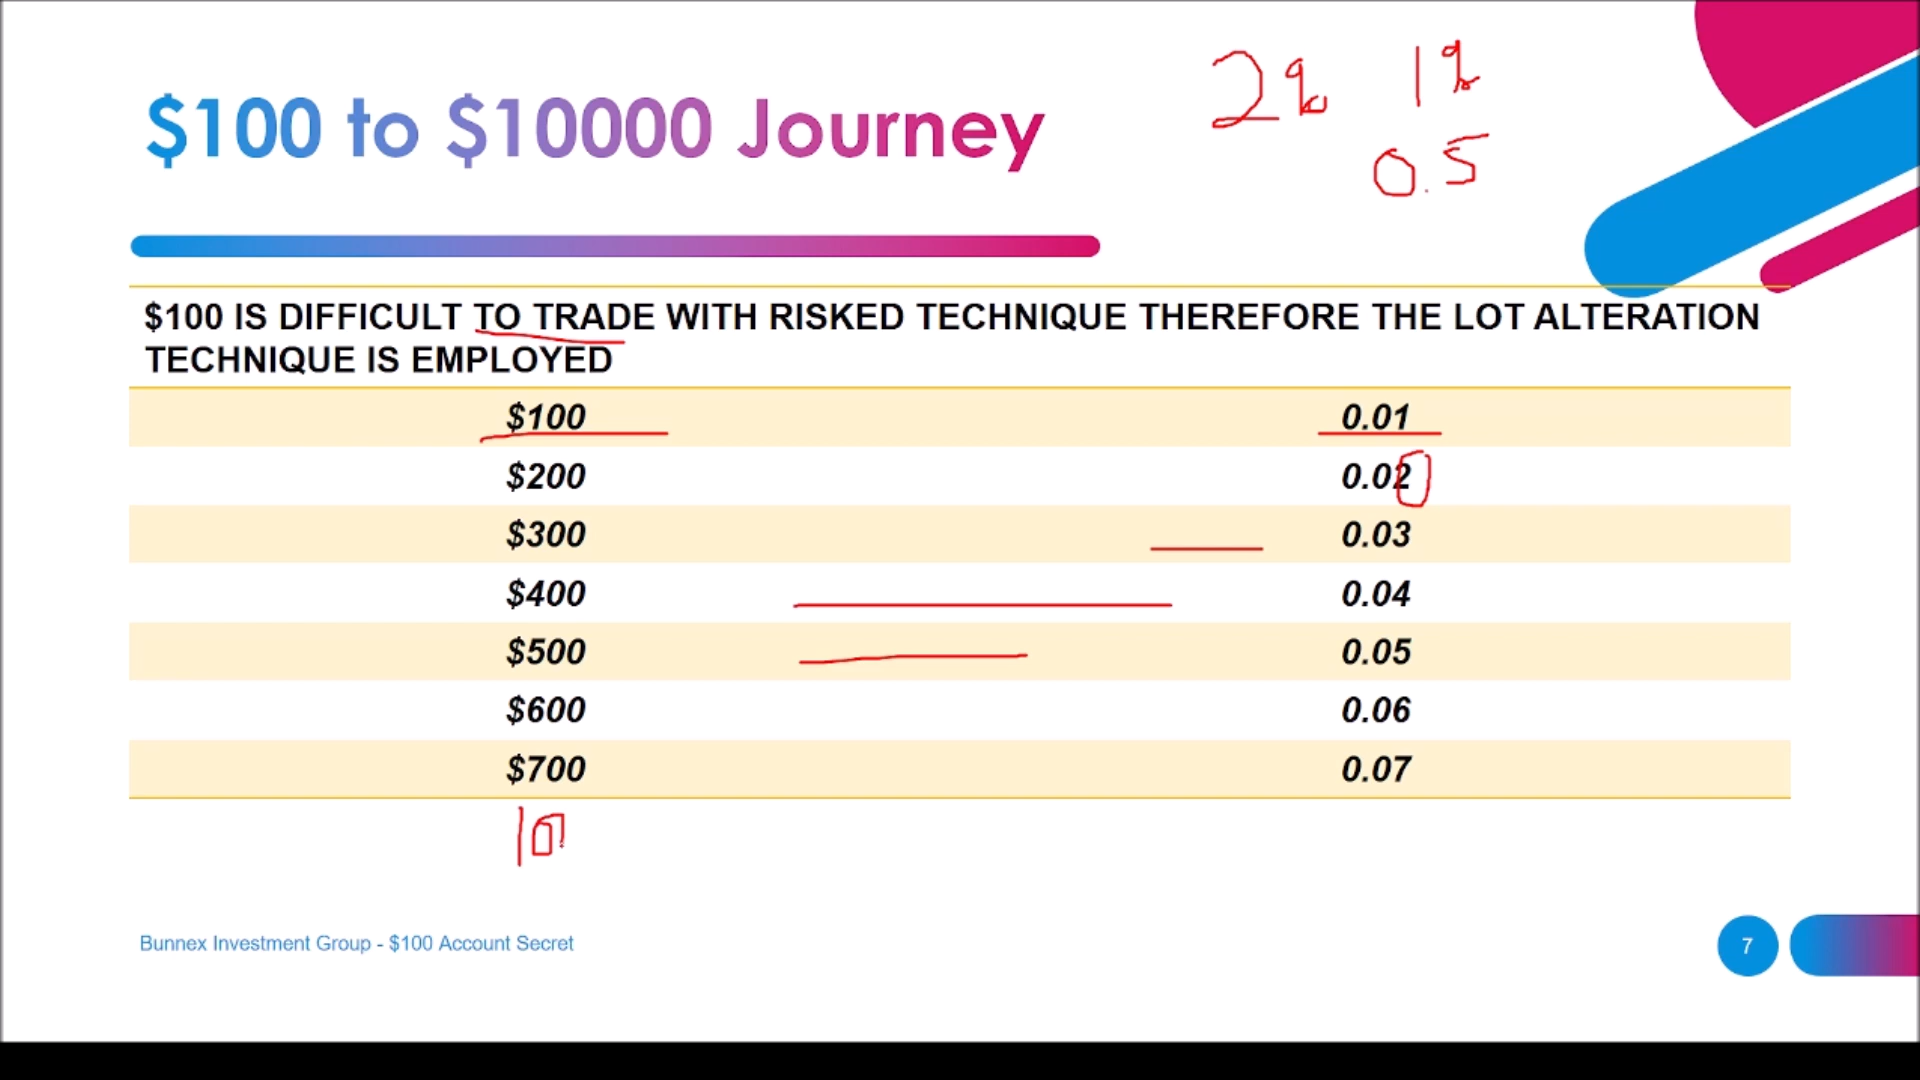 $100 to $10000 Journey
2% 1%
0.5
$100 IS DIFFICULT TO TRADE WITH RISKED TECHNIQUE THEREFORE THE LOT ALTERATION
TECHNIQUE IS EMPLOYED
$100 0.01
$200 0.02
$300 0.03
$400 0.04
$500 0.05
$600 0.06
$700 0.07
Bunnex Investment Group - $100 Account Secret
7